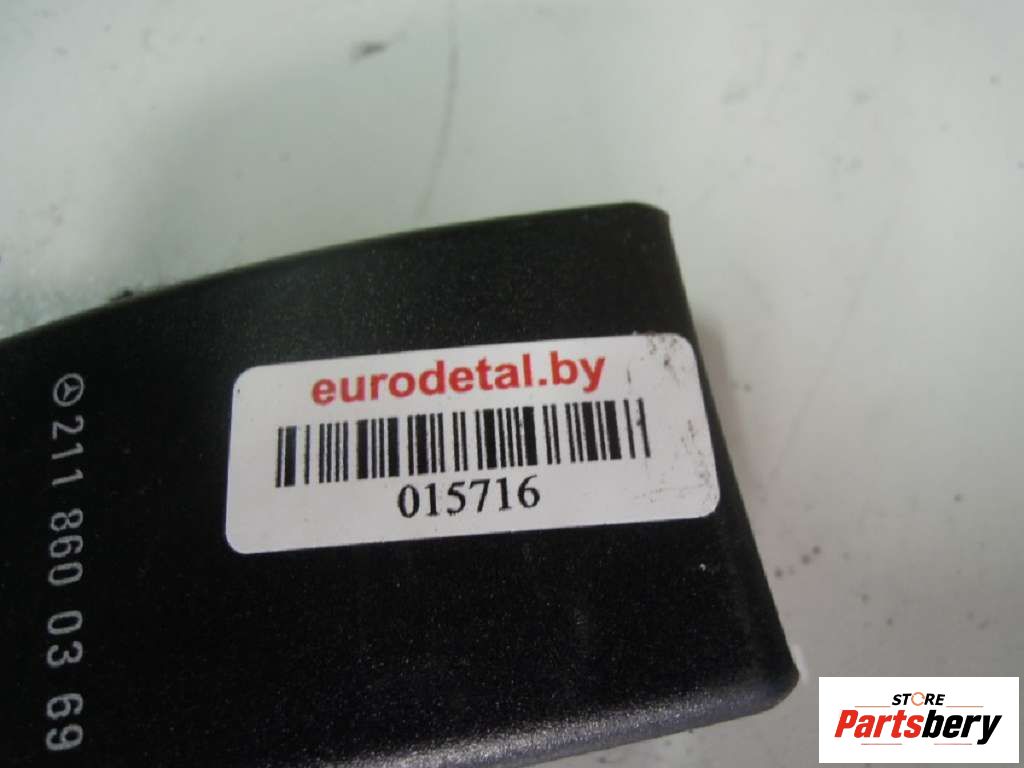 eurodetal.by
015716
211 860 03 69
STORE
Partsbery